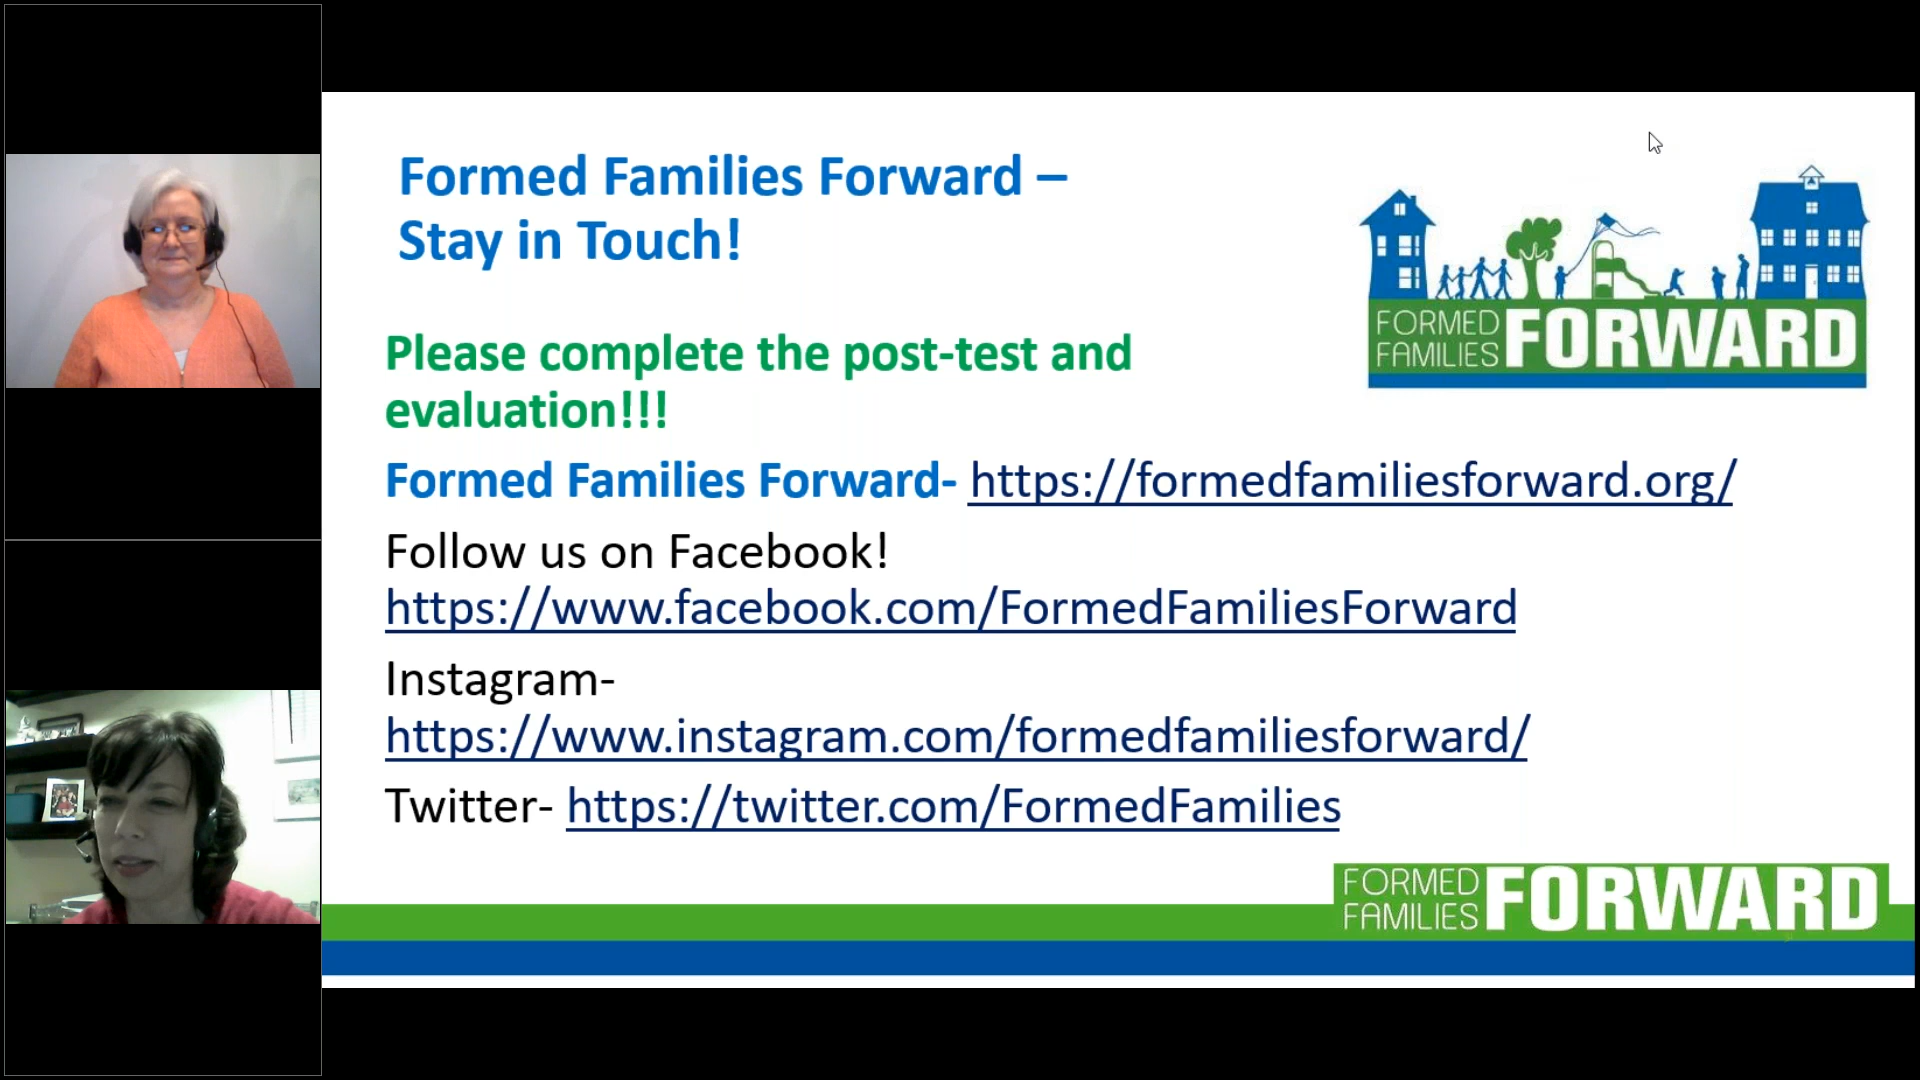 Formed Families Forward –
Stay in Touch!
FORMED
FAMILIES
FORWARD
Please complete the post-test and
evaluation!!!
Formed Families Forward- https://formedfamiliesforward.org/
Follow us on Facebook!
https://www.facebook.com/FormedFamiliesForward
Instagram-
https://www.instagram.com/formedfamiliesforward/
Twitter- https://twitter.com/FormedFamilies
FORMED
FAMILIES
FORWARD